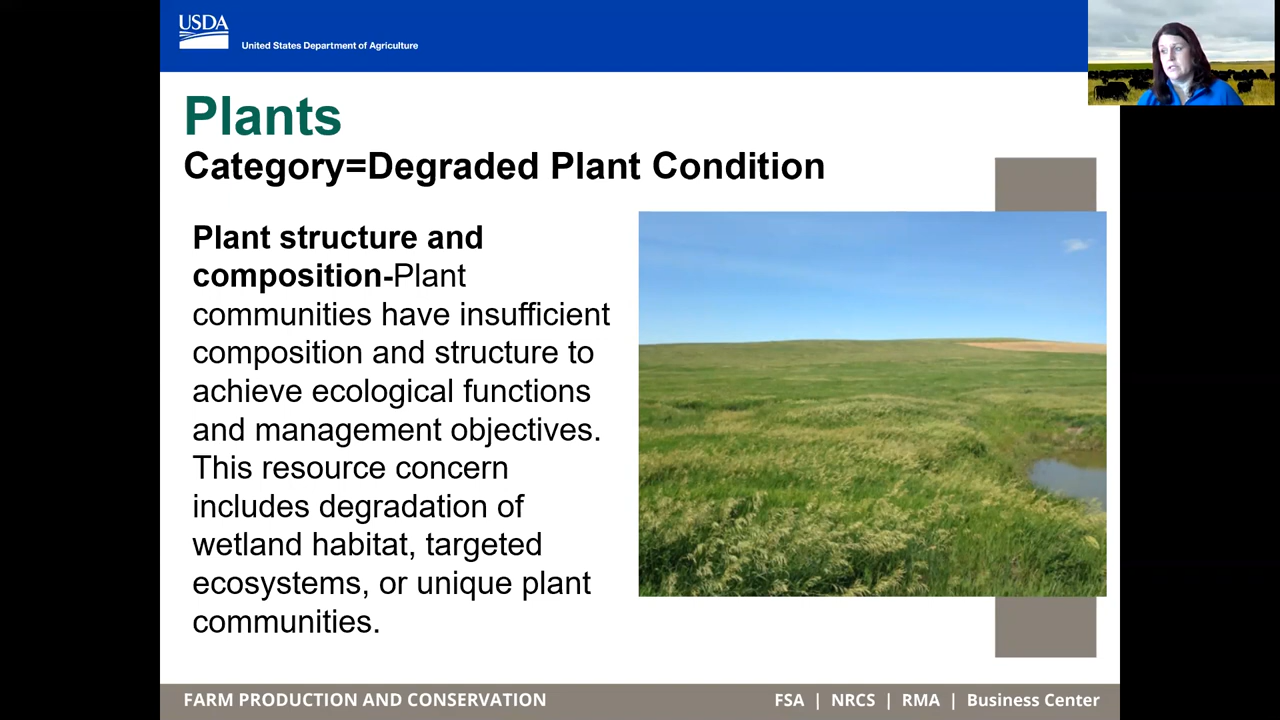 USDA
United States Department of Agriculture
Plants
Category=Degraded Plant Condition
Plant structure and
composition-Plant
communities have insufficient
composition and structure to
achieve ecological functions
and management objectives.
This resource concern
includes degradation of
wetland habitat, targeted
ecosystems, or unique plant
communities.
FARM PRODUCTION AND CONSERVATION
FSA | NRCS | RMA | Business Center